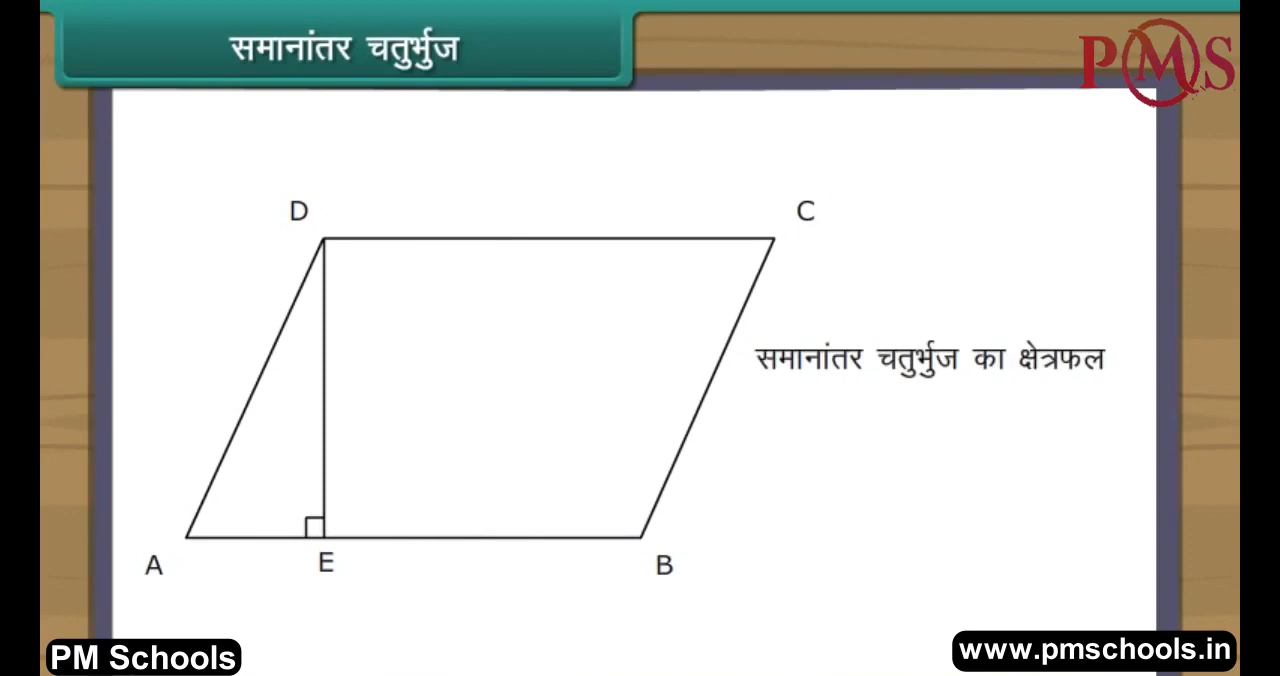 समानांतर चतुर्भुज
PMS
D
C
समानांतर चतुर्भुज का क्षेत्रफल
A
E
B
PM Schools
www.pmschools.in